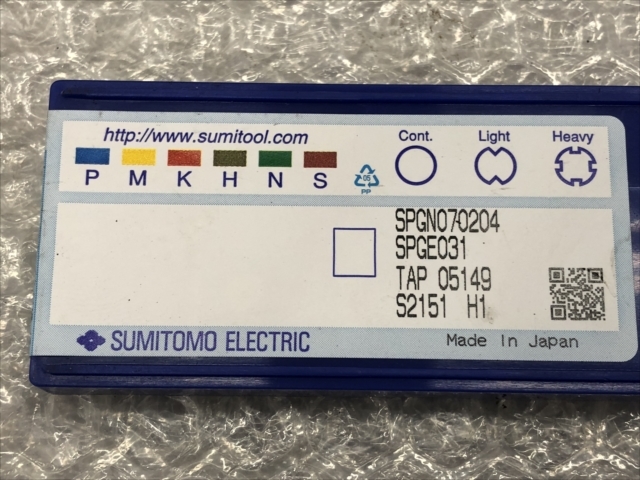 http://www.sumitool.com
P M K H N S
05
PP
Cont. Light Heavy
SPGN070204
SPGE031
TAP 05149
S2151 H1
SUMITOMO ELECTRIC
Made In Japan